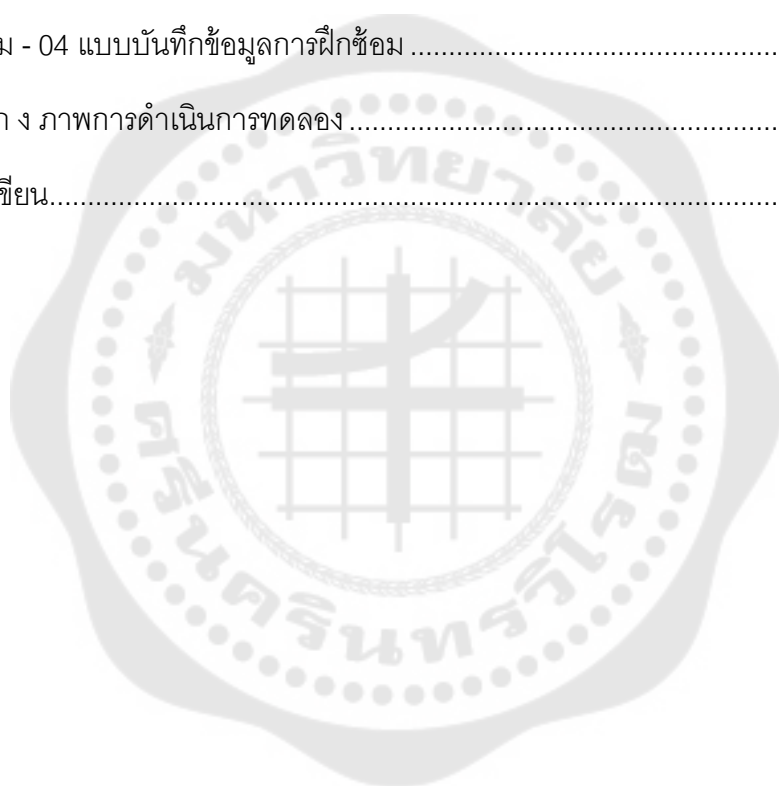 ม - 04 แบบบันทึกข้อมูลการฝึกซ้อม
ก ง ภาพการดำเนินการทดลอง
เขียน
มหาวิทยาลัย
ศรีนครินทรวิโรฒ